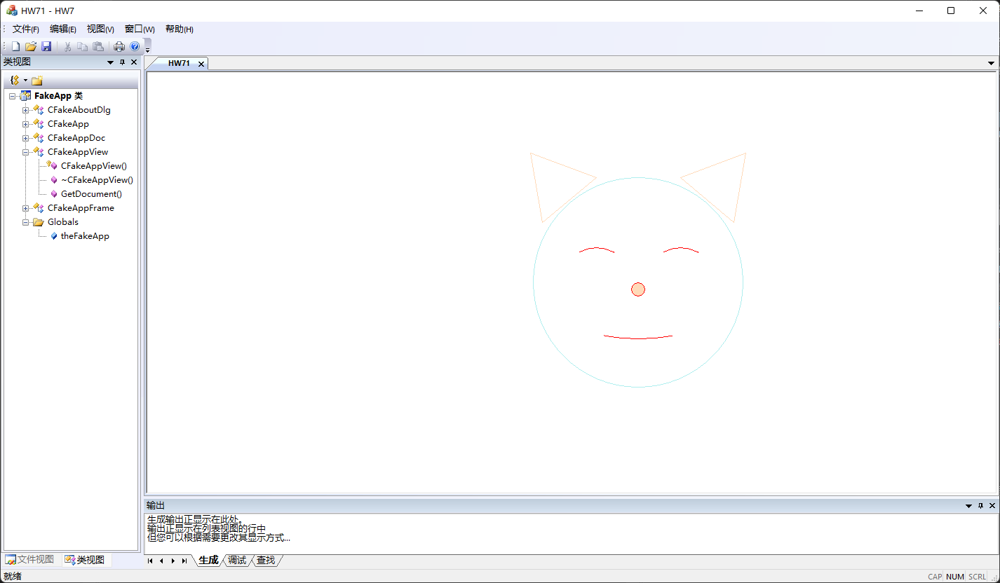 HW71 - HW7
文件(F) 编辑(E) 视图(V) 窗口(W) 帮助(H)
类视图
HW71
FakeApp 类
CFakeAboutDlg
CFakeApp
CFakeAppDoc
CFakeAppView
CFakeAppView()
~CFakeAppView()
GetDocument()
CFakeAppFrame
Globals
theFakeApp
输出
生成输出正显示在此处。
输出正显示在列表视图的行中
但您可以根据需要更改其显示方式...
文件视图 类视图
生成 调试 查找
就绪
CAP NUM SCRL